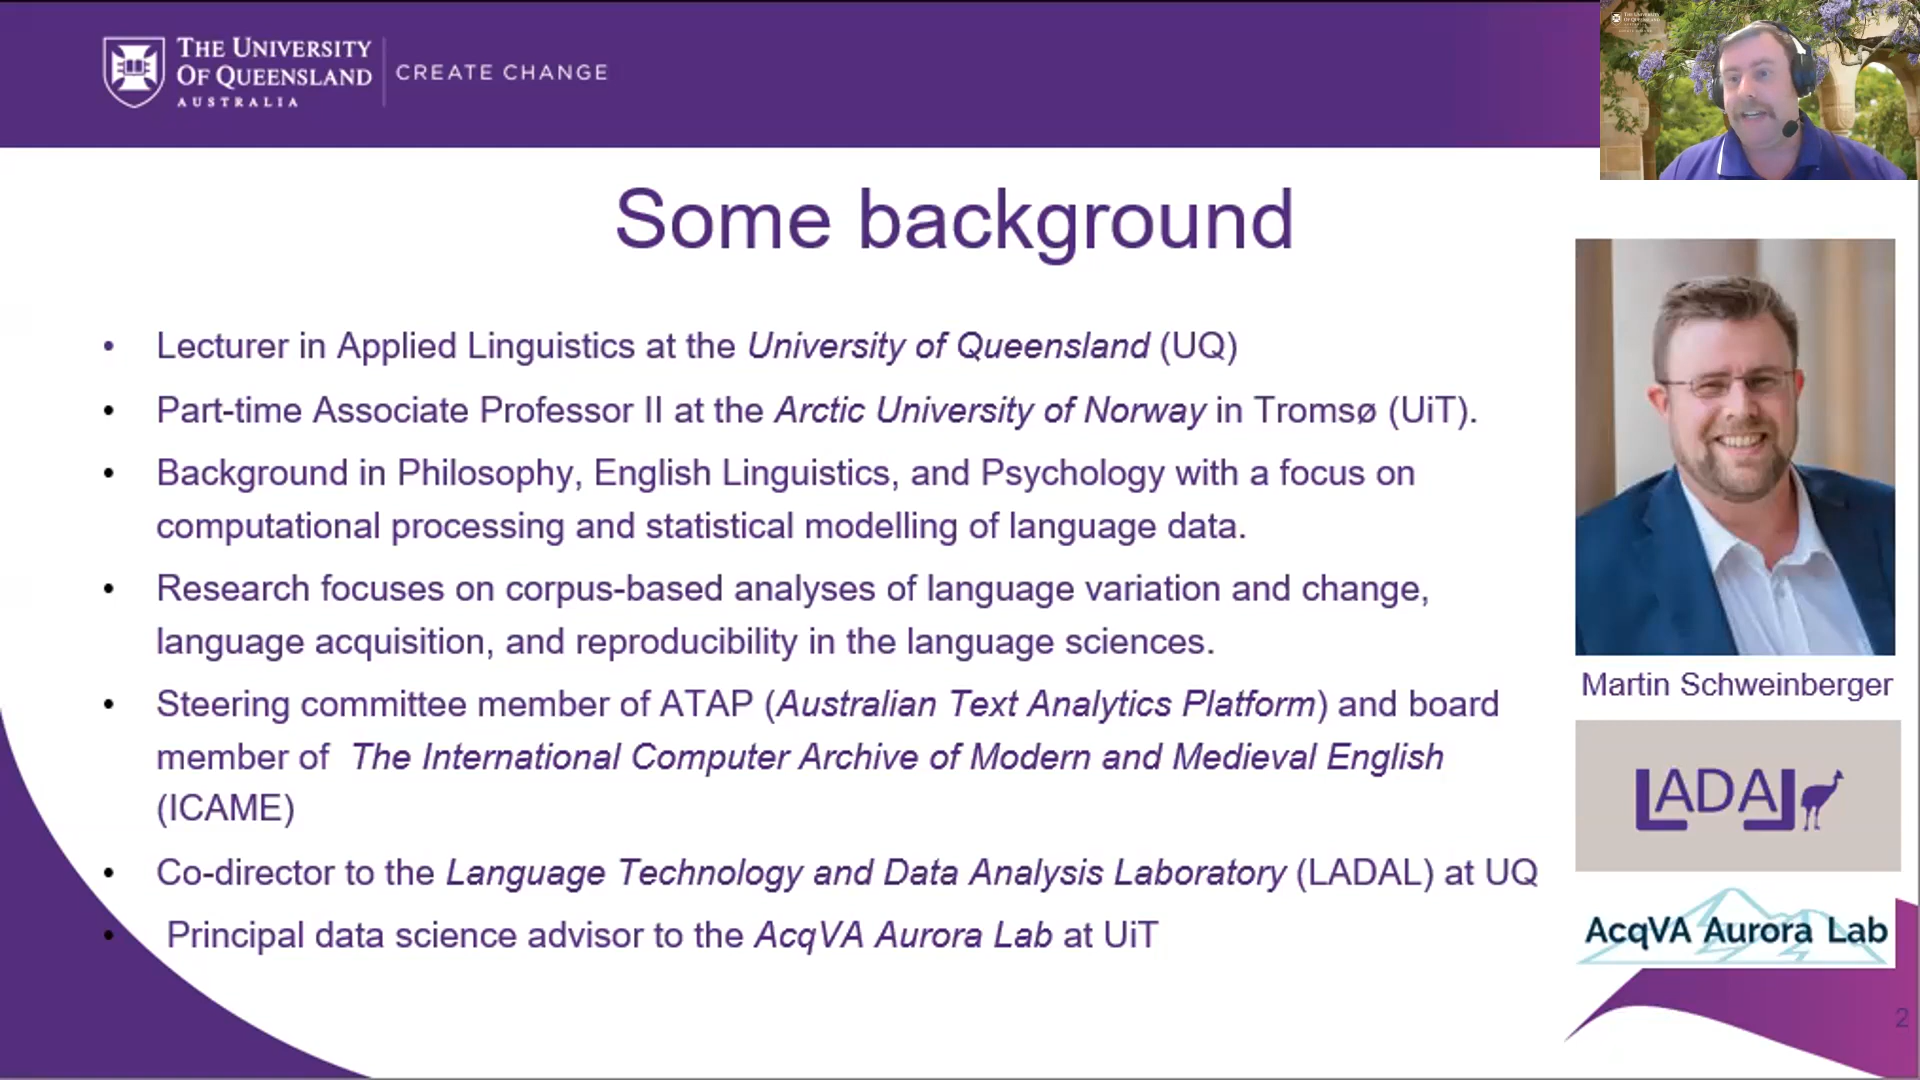 THE UNIVERSITY
OF QUEENSLAND
AUSTRALIA
CREATE CHANGE
Some background
• Lecturer in Applied Linguistics at the University of Queensland (UQ)
• Part-time Associate Professor II at the Arctic University of Norway in Tromsø (UiT).
• Background in Philosophy, English Linguistics, and Psychology with a focus on
computational processing and statistical modelling of language data.
• Research focuses on corpus-based analyses of language variation and change,
language acquisition, and reproducibility in the language sciences.
• Steering committee member of ATAP (Australian Text Analytics Platform) and board
member of The International Computer Archive of Modern and Medieval English
(ICAME)
• Co-director to the Language Technology and Data Analysis Laboratory (LADAL) at UQ
• Principal data science advisor to the AcqVA Aurora Lab at UiT
Martin Schweinberger
LADAL
AcqVA Aurora Lab
2